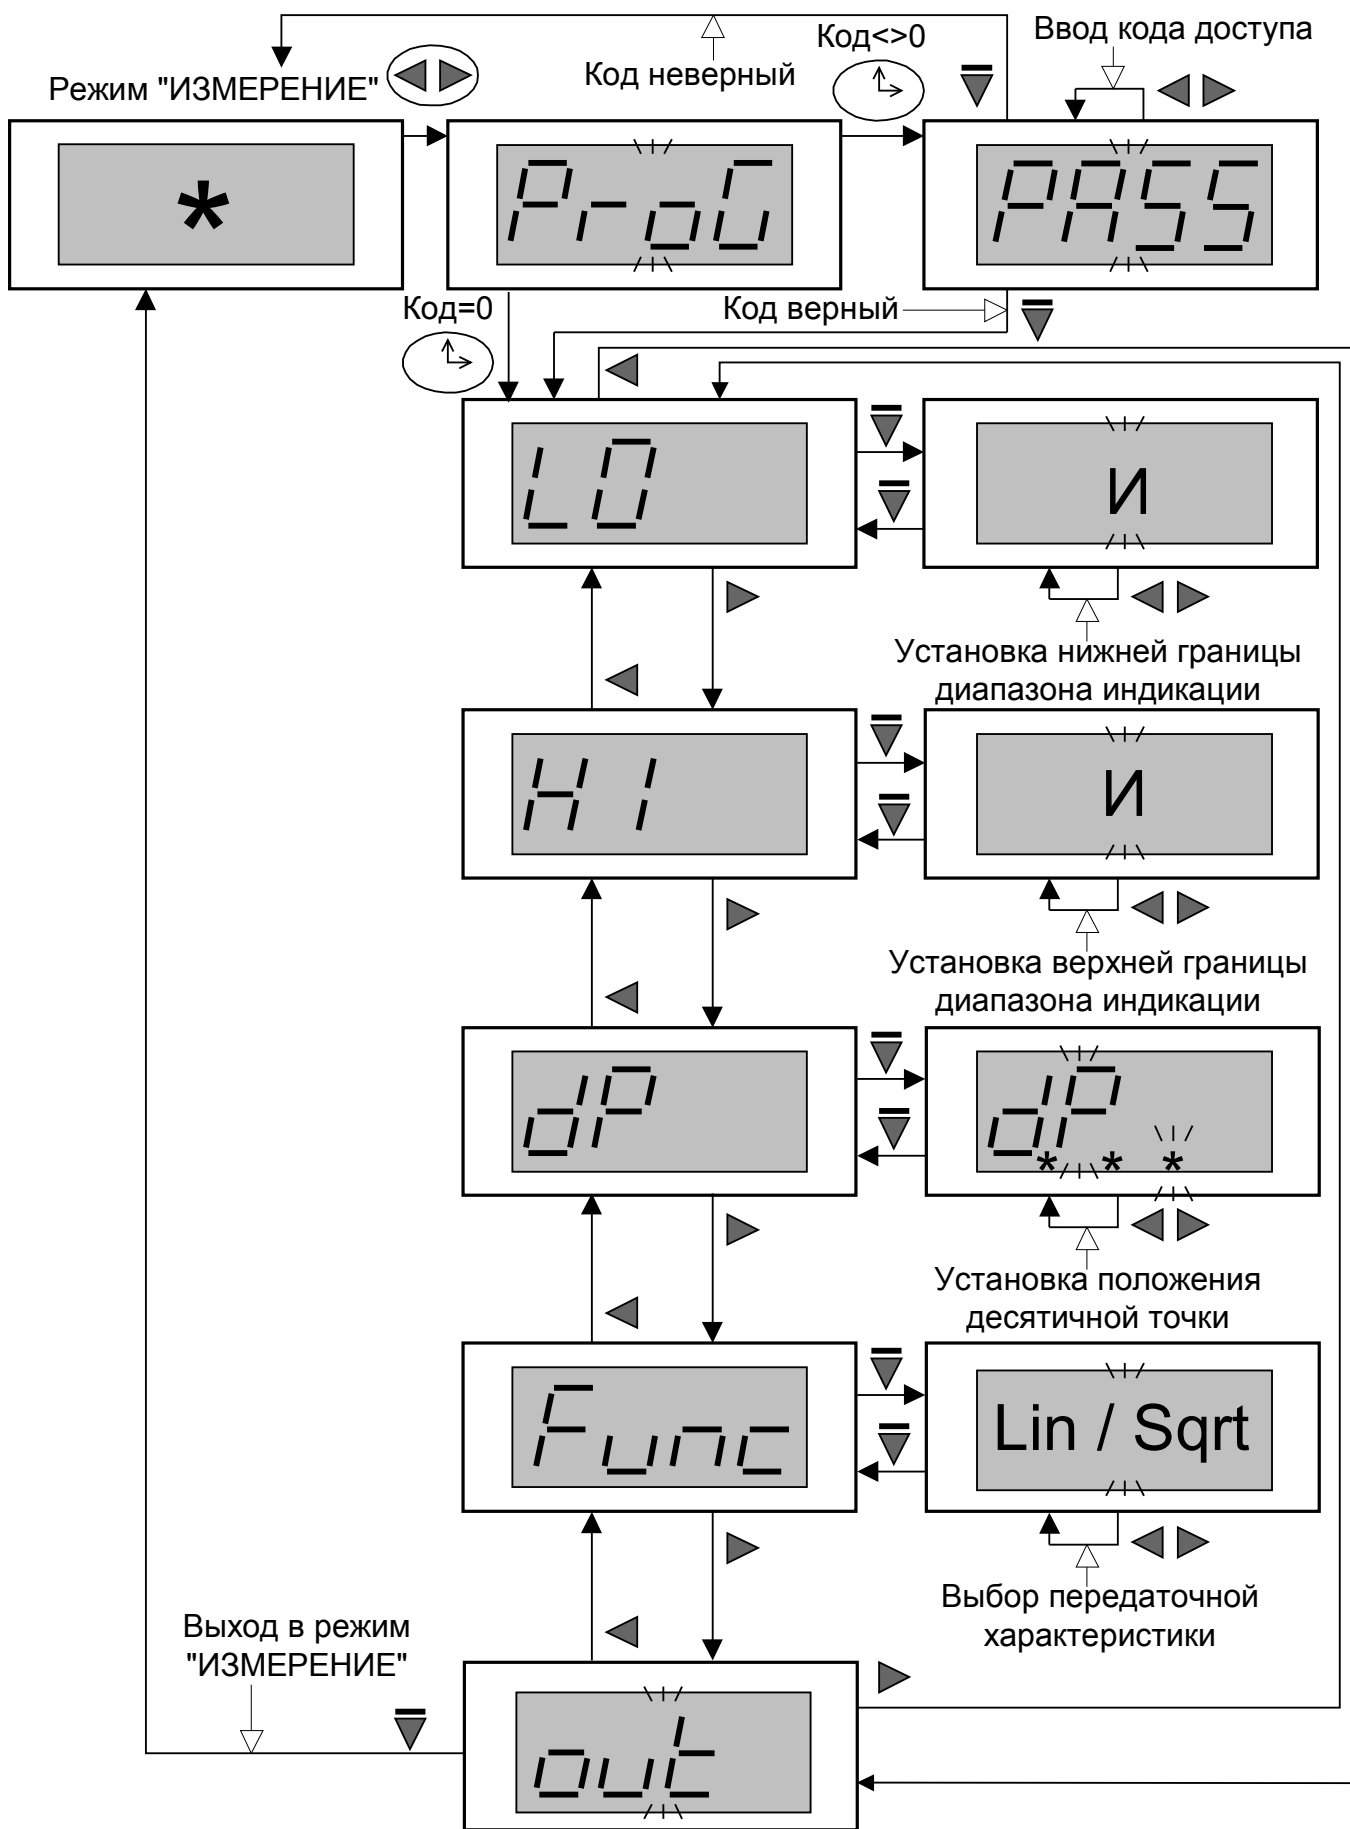 Код<>0
Ввод кода доступа
Код неверный
Режим "ИЗМЕРЕНИЕ"
*
ProG
PASS
Код=0
Код верный
LO
И
Установка нижней границы
диапазона индикации
HI
И
Установка верхней границы
диапазона индикации
dP
dP
* * *
Установка положения
десятичной точки
Func
Lin / Sqrt
Выбор передаточной
характеристики
Выход в режим
"ИЗМЕРЕНИЕ"
out